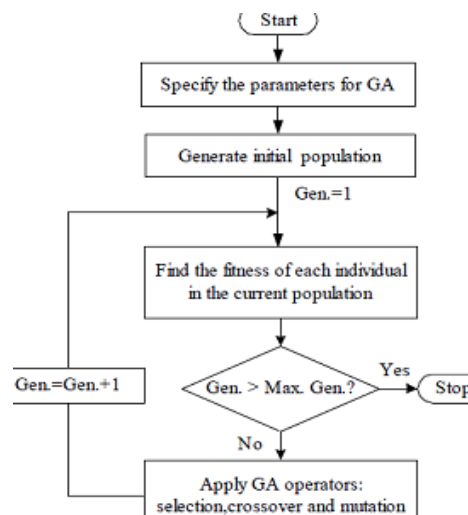 Start
Specify the parameters for GA
Generate initial population
Gen.=1
Find the fitness of each individual
in the current population
Gen. > Max. Gen.?
Yes
Stop
Gen.=Gen.+1
No
Apply GA operators:
selection,crossover and mutation